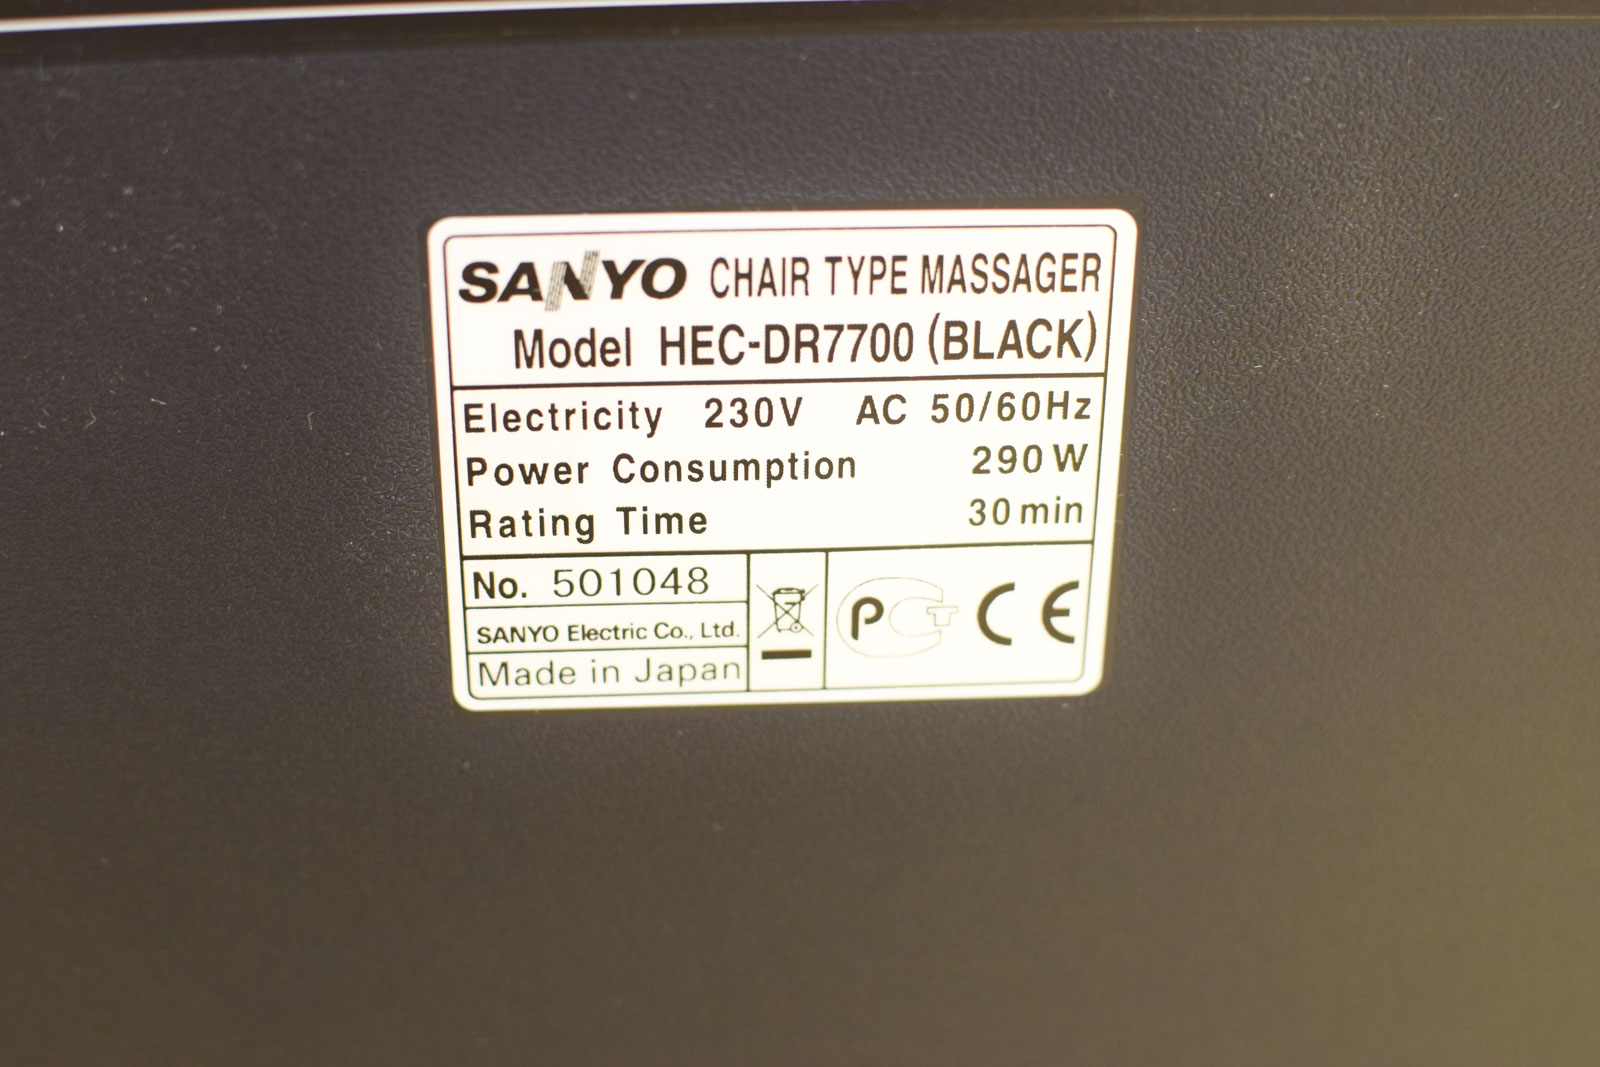 SANYO CHAIR TYPE MASSAGER
Model HEC-DR7700 (BLACK)
Electricity 230V AC 50/60Hz
Power Consumption 290 W
Rating Time 30 min
No. 501048
SANYO Electric Co., Ltd.
Made in Japan
РСТ CE